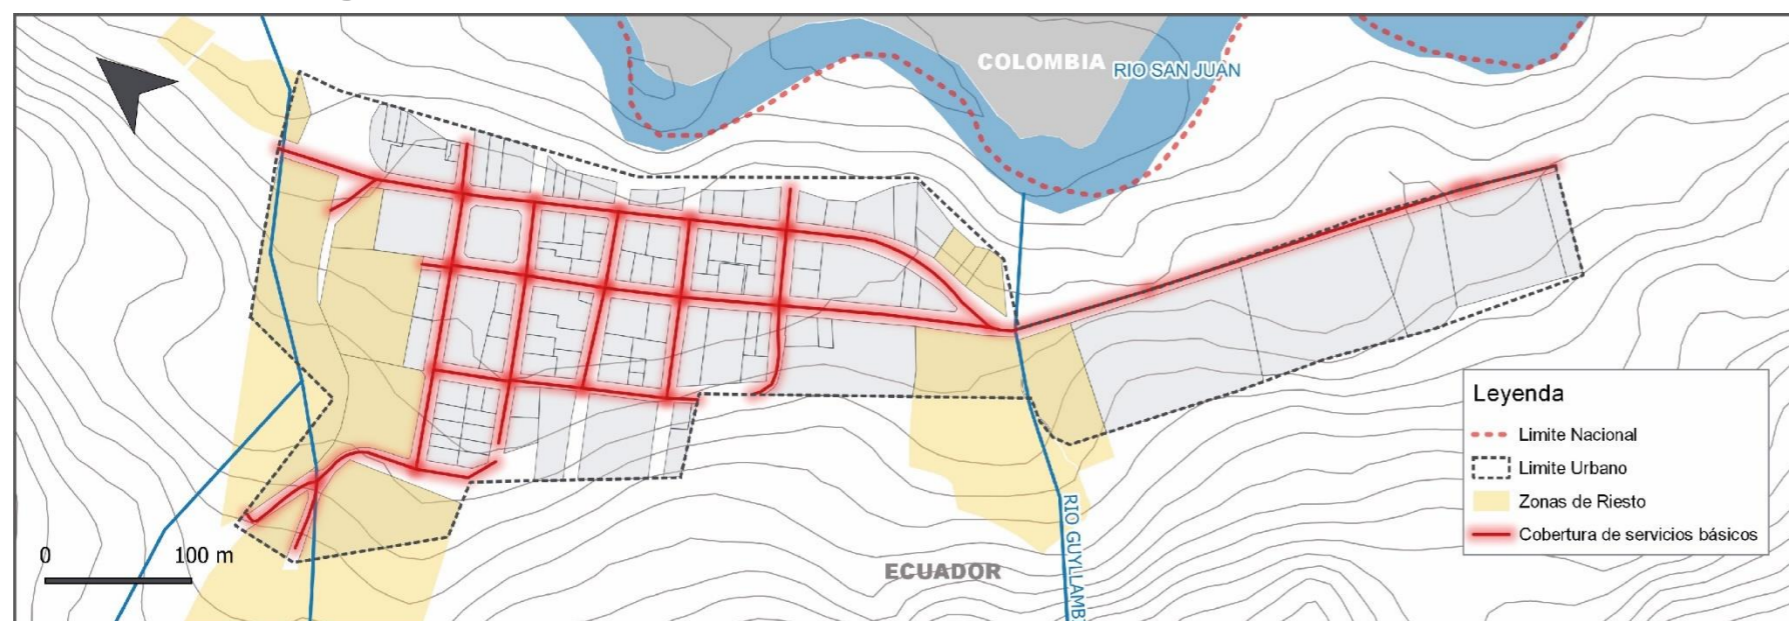 COLOMBIA
RIO SAN JUAN
Leyenda
Limite Nacional
Limite Urbano
Zonas de Riesto
Cobertura de servicios básicos
0 100 m
ECUADOR
RIO GUYLLAMB